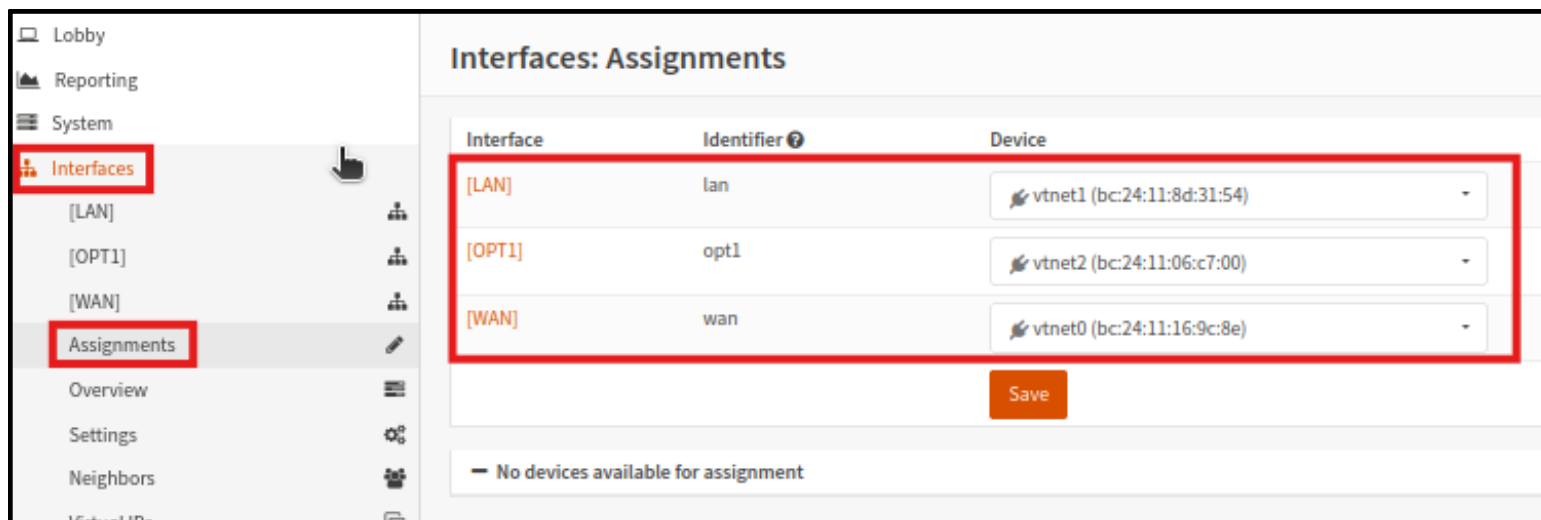 Lobby
Reporting
System
Interfaces
[LAN]
[OPT1]
[WAN]
Assignments
Overview
Settings
Neighbors
Interfaces: Assignments
Interface Identifier Device
[LAN] lan vtnet1 (bc:24:11:8d:31:54)
[OPT1] opt1 vtnet2 (bc:24:11:06:c7:00)
[WAN] wan vtnet0 (bc:24:11:16:9c:8e)
Save
No devices available for assignment